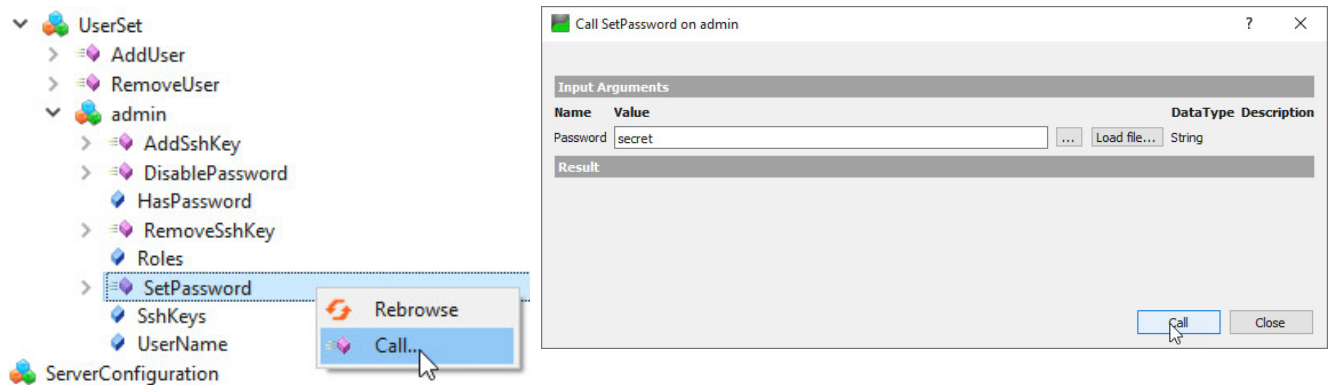 UserSet
AddUser
RemoveUser
admin
AddSshKey
DisablePassword
HasPassword
RemoveSshKey
Roles
SetPassword
SshKeys
UserName
ServerConfiguration
Rebrowse
Call...
Call SetPassword on admin
Input Arguments
Name Value DataType Description
Password secret ... Load file... String
Result
Call Close